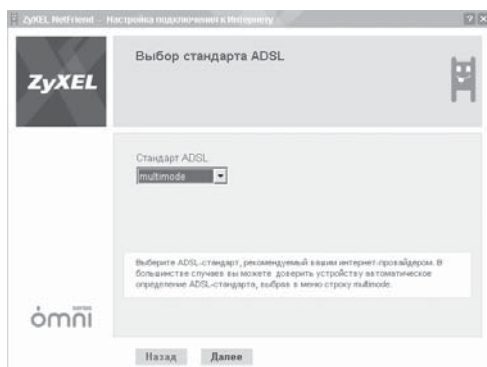 ZyXEL NetFriend - Настройка подключения к Интернету
ZyXEL
Выбор стандарта ADSL
Стандарт ADSL
multimode
Выберите ADSL-стандарт, рекомендуемый вашим интернет-провайдером. В
большинстве случаев вы можете доверить устройству автоматическое
определение ADSL-стандарта, выбрав в меню строку multimode.
omni
Назад Далее